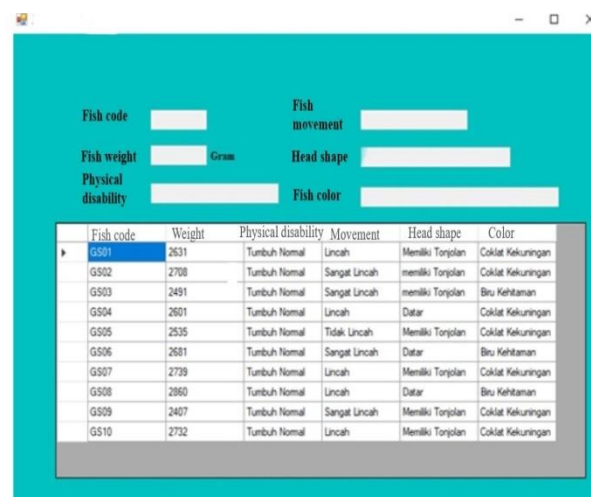 Fish code
Fish movement
Fish weight Gram
Head shape
Physical disability
Fish color
Fish code Weight Physical disability Movement Head shape Color
GS01 2631 Tumbuh Normal Lincah Memiliki Tonjolan Coklat Kekuningan
GS02 2708 Tumbuh Normal Sangat Lincah memiliki Tonjolan Coklat Kekuningan
GS03 2491 Tumbuh Normal Sangat Lincah memiliki Tonjolan Biru Kehitaman
GS04 2601 Tumbuh Normal Lincah Datar Coklat Kekuningan
GS05 2535 Tumbuh Normal Tidak Lincah Memiliki Tonjolan Coklat Kekuningan
GS06 2681 Tumbuh Normal Sangat Lincah Datar Biru Kehitaman
GS07 2739 Tumbuh Normal Lincah Memiliki Tonjolan Coklat Kekuningan
GS08 2860 Tumbuh Normal Lincah Datar Biru Kehitaman
GS09 2407 Tumbuh Normal Sangat Lincah Memiliki Tonjolan Coklat Kekuningan
GS10 2732 Tumbuh Normal Lincah Memiliki Tonjolan Coklat Kekuningan